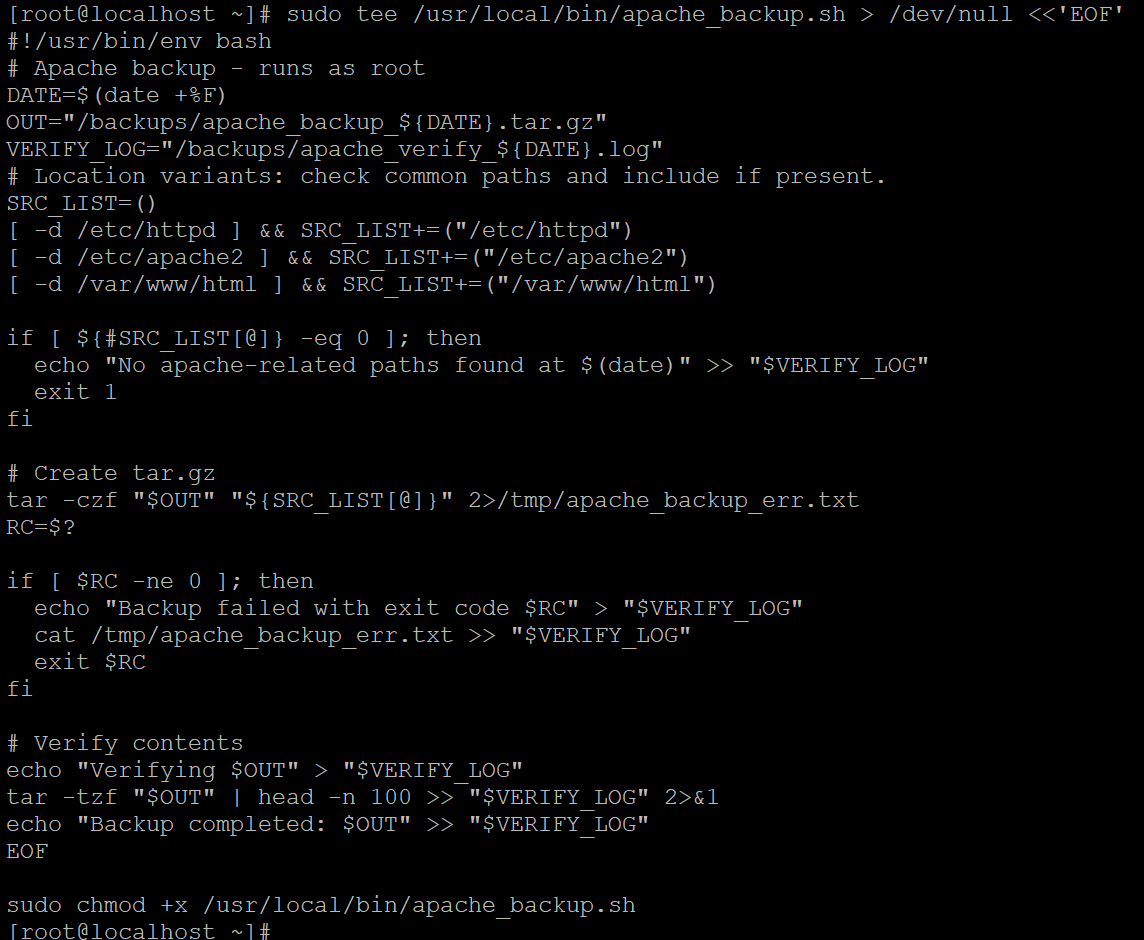 [root@localhost ~]# sudo tee /usr/local/bin/apache_backup.sh > /dev/null <<'EOF'
#!/usr/bin/env bash
# Apache backup - runs as root
DATE=$(date +%F)
OUT="/backups/apache_backup_${DATE}.tar.gz"
VERIFY_LOG="/backups/apache_verify_${DATE}.log"
# Location variants: check common paths and include if present.
SRC_LIST=()
[ -d /etc/httpd ] && SRC_LIST+=("/etc/httpd")
[ -d /etc/apache2 ] && SRC_LIST+=("/etc/apache2")
[ -d /var/www/html ] && SRC_LIST+=("/var/www/html")

if [ ${#SRC_LIST[@]} -eq 0 ]; then
  echo "No apache-related paths found at $(date)" >> "$VERIFY_LOG"
  exit 1
fi

# Create tar.gz
tar -czf "$OUT" "${SRC_LIST[@]}" 2>/tmp/apache_backup_err.txt
RC=$?

if [ $RC -ne 0 ]; then
  echo "Backup failed with exit code $RC" > "$VERIFY_LOG"
  cat /tmp/apache_backup_err.txt >> "$VERIFY_LOG"
  exit $RC
fi

# Verify contents
echo "Verifying $OUT" > "$VERIFY_LOG"
tar -tzf "$OUT" | head -n 100 >> "$VERIFY_LOG" 2>&1
echo "Backup completed: $OUT" >> "$VERIFY_LOG"
EOF

sudo chmod +x /usr/local/bin/apache_backup.sh
[root@localhost ~]#